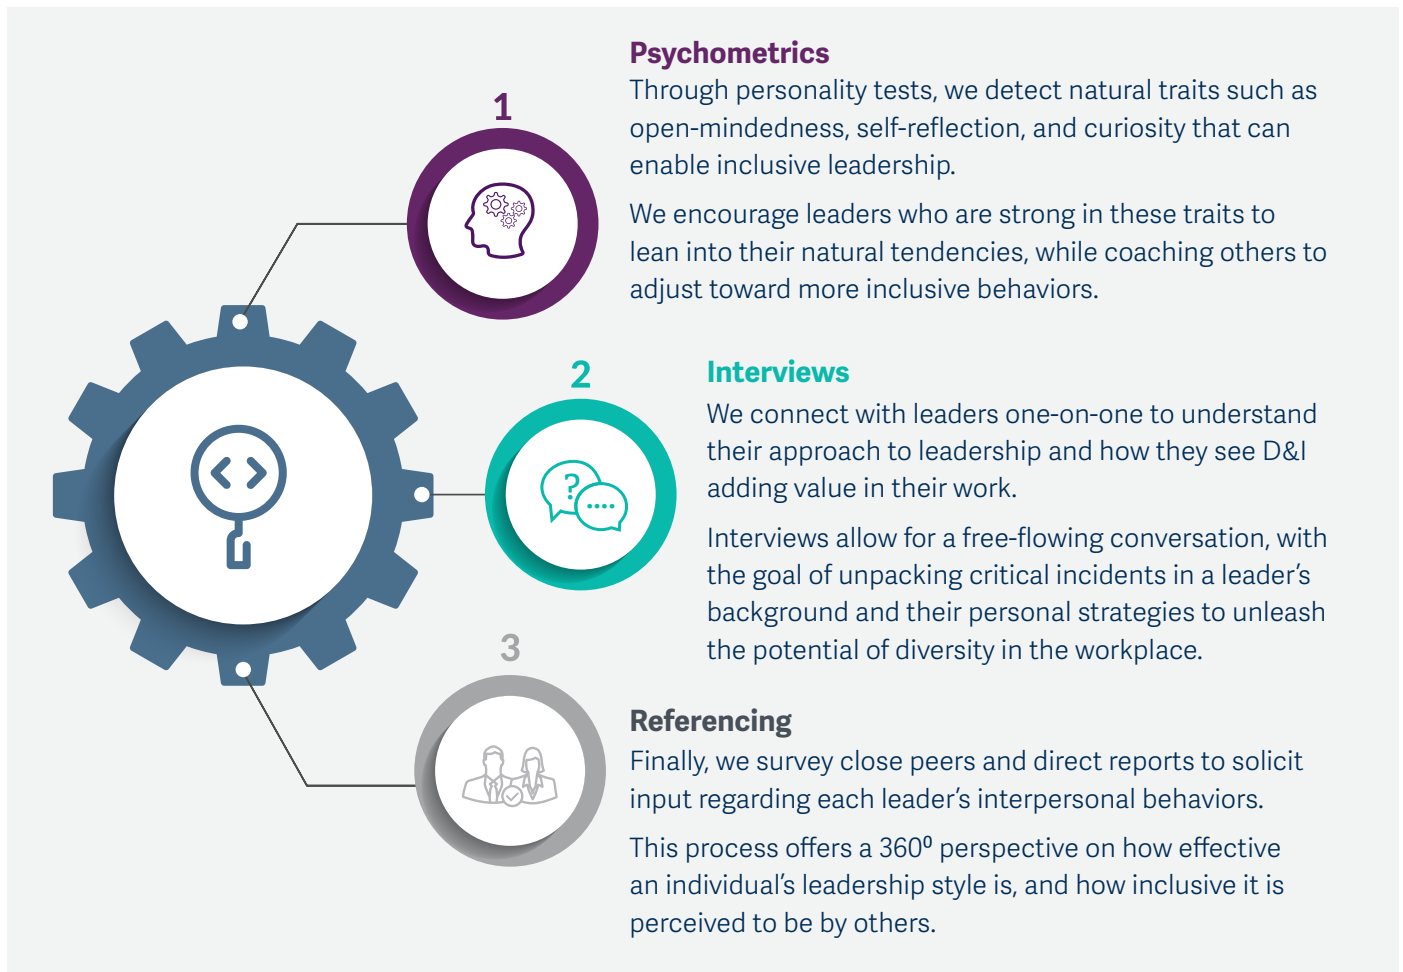 1
Psychometrics
Through personality tests, we detect natural traits such as
open-mindedness, self-reflection, and curiosity that can
enable inclusive leadership.
We encourage leaders who are strong in these traits to
lean into their natural tendencies, while coaching others to
adjust toward more inclusive behaviors.
2
?
Interviews
We connect with leaders one-on-one to understand
their approach to leadership and how they see D&I
adding value in their work.
Interviews allow for a free-flowing conversation, with
the goal of unpacking critical incidents in a leader’s
background and their personal strategies to unleash
the potential of diversity in the workplace.
3
Referencing
Finally, we survey close peers and direct reports to solicit
input regarding each leader’s interpersonal behaviors.
This process offers a 360⁰ perspective on how effective
an individual’s leadership style is, and how inclusive it is
perceived to be by others.